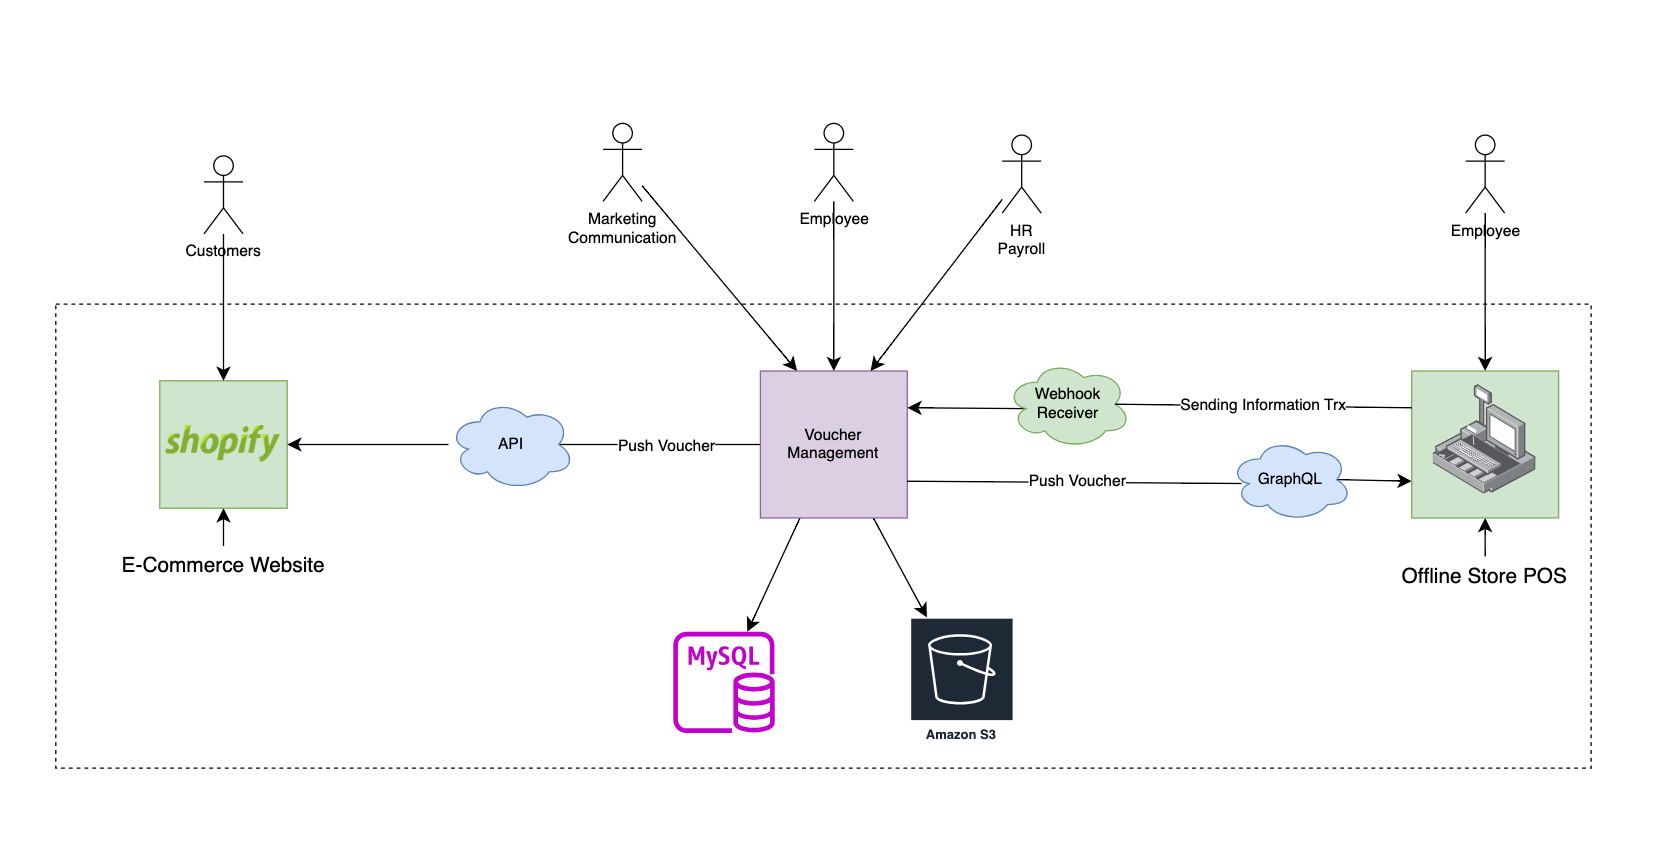 Marketing
Communication
Employee
HR
Payroll
Employee
Customers
Webhook
Receiver
Sending Information Trx
shopify
API
Push Voucher
Voucher
Management
Push Voucher
GraphQL
E-Commerce Website
Offline Store POS
MySQL
Amazon S3